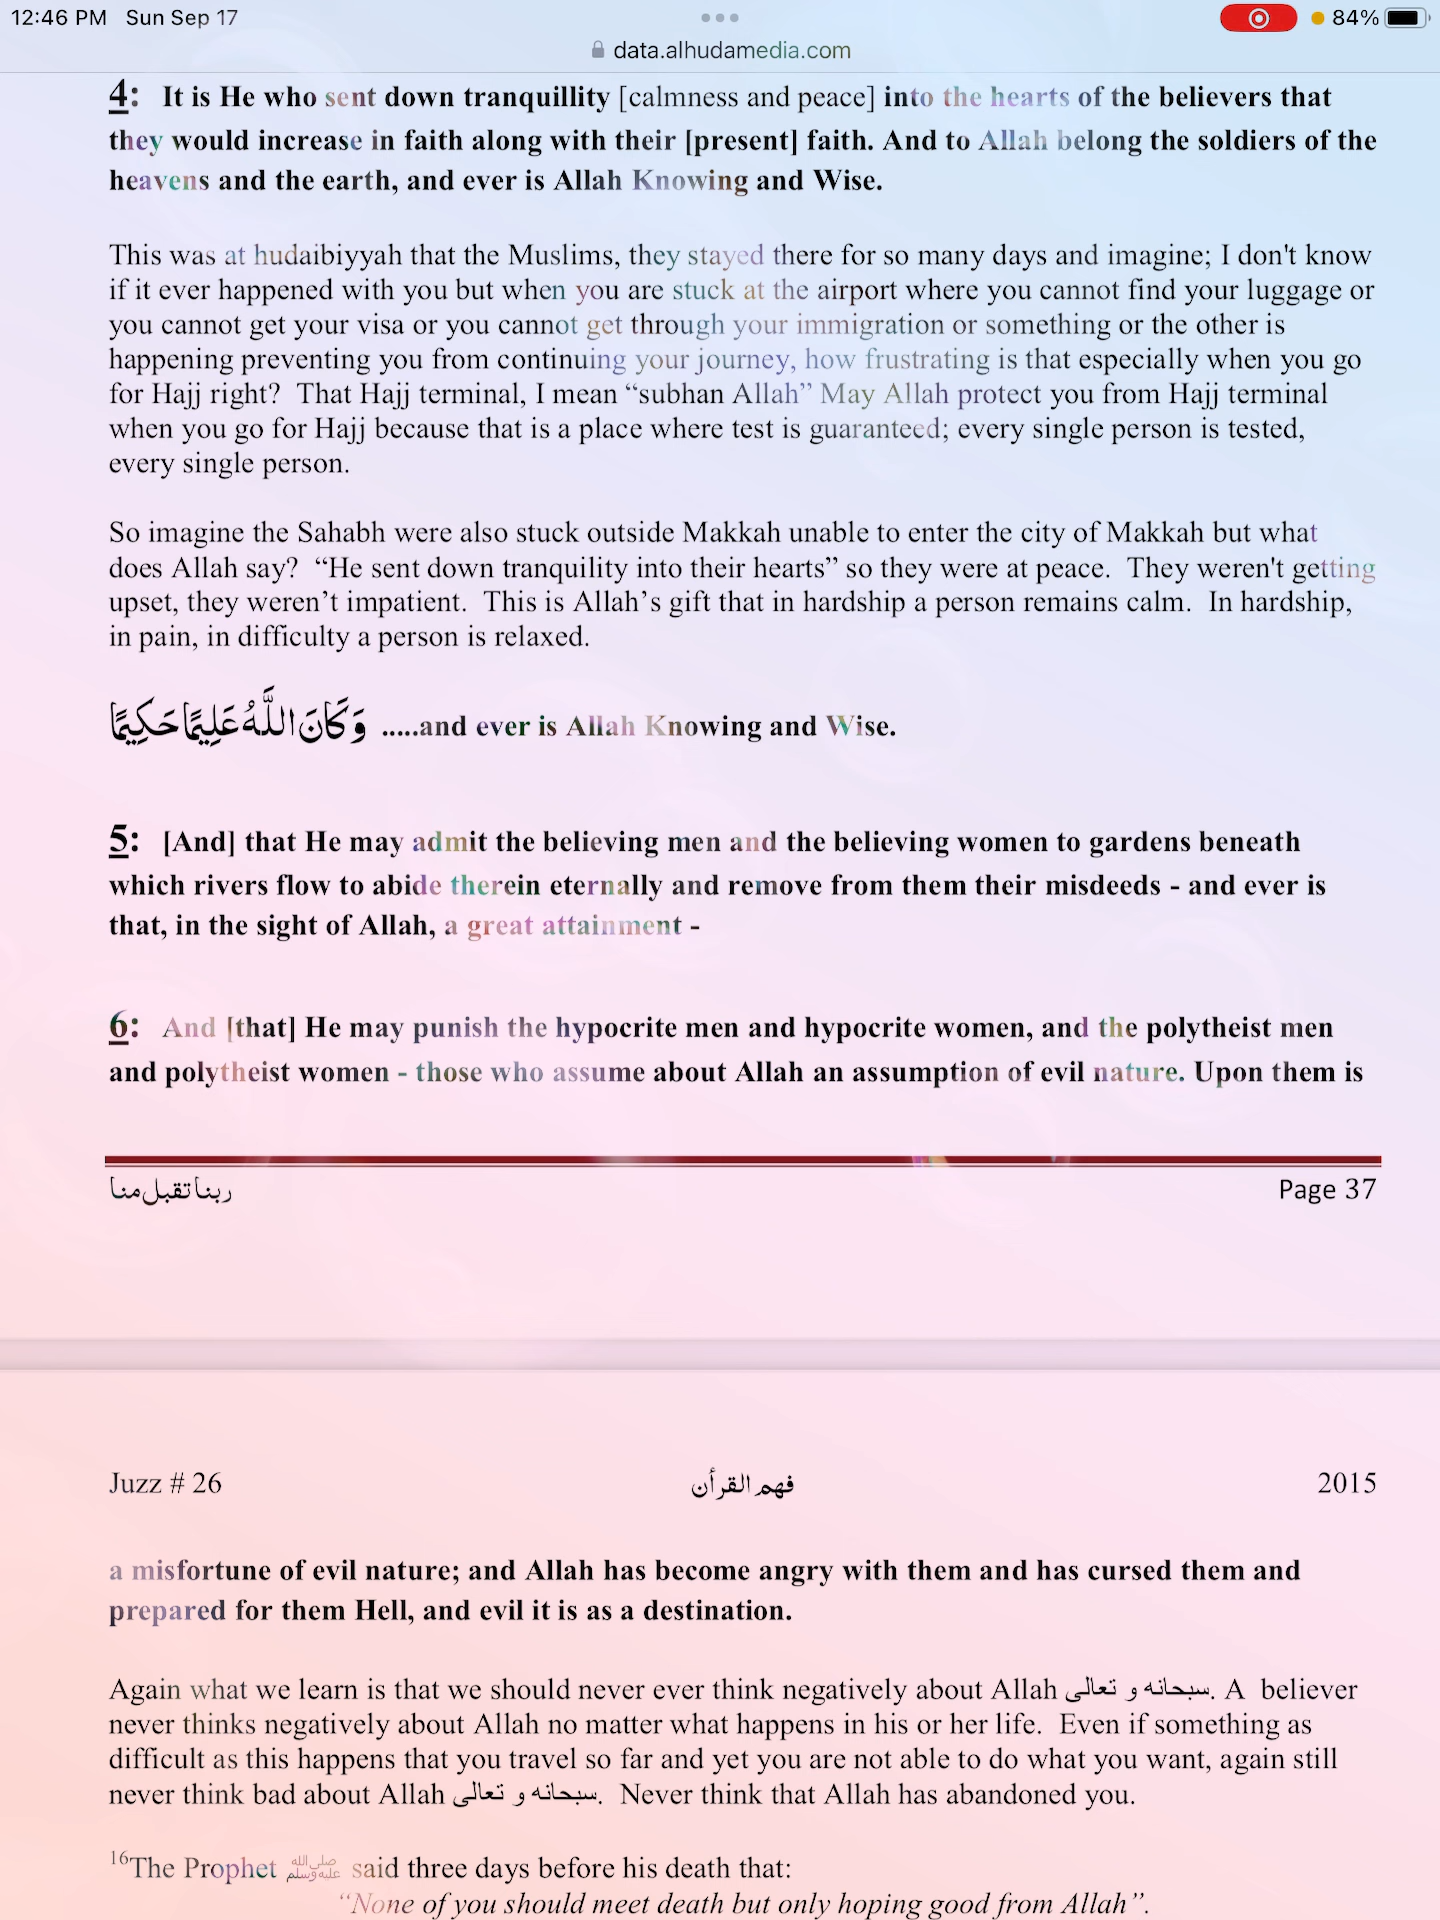 12:46 PM Sun Sep 17
84%
data.alhudamedia.com
4: It is He who sent down tranquillity [calmness and peace] into the hearts of the believers that
they would increase in faith along with their [present] faith. And to Allah belong the soldiers of the
heavens and the earth, and ever is Allah Knowing and Wise.
This was at hudaibiyyah that the Muslims, they stayed there for so many days and imagine; I don't know
if it ever happened with you but when you are stuck at the airport where you cannot find your luggage or
you cannot get your visa or you cannot get through your immigration or something or the other is
happening preventing you from continuing your journey, how frustrating is that especially when you go
for Hajj right? That Hajj terminal, I mean “subhan Allah” May Allah protect you from Hajj terminal
when you go for Hajj because that is a place where test is guaranteed; every single person is tested,
every single person.
So imagine the Sahabh were also stuck outside Makkah unable to enter the city of Makkah but what
does Allah say? “He sent down tranquility into their hearts” so they were at peace. They weren't getting
upset, they weren’t impatient. This is Allah’s gift that in hardship a person remains calm. In hardship,
in pain, in difficulty a person is relaxed.
وَكَانَ اللَّهُ عَلِيمًا حَكِيمًا .....and ever is Allah Knowing and Wise.
5: [And] that He may admit the believing men and the believing women to gardens beneath
which rivers flow to abide therein eternally and remove from them their misdeeds - and ever is
that, in the sight of Allah, a great attainment -
6: And [that] He may punish the hypocrite men and hypocrite women, and the polytheist men
and polytheist women - those who assume about Allah an assumption of evil nature. Upon them is
ربنا تقبل منا
Page 37
Juzz # 26
فهم القرأن
2015
a misfortune of evil nature; and Allah has become angry with them and has cursed them and
prepared for them Hell, and evil it is as a destination.
Again what we learn is that we should never ever think negatively about Allah سبحانه و تعالى. A believer
never thinks negatively about Allah no matter what happens in his or her life. Even if something as
difficult as this happens that you travel so far and yet you are not able to do what you want, again still
never think bad about Allah سبحانه و تعالى. Never think that Allah has abandoned you.
16The Prophet ﷺ said three days before his death that:
“None of you should meet death but only hoping good from Allah”.